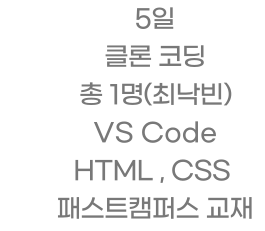 5일
클론 코딩
총 1명(최낙빈)
VS Code
HTML , CSS
패스트캠퍼스 교재